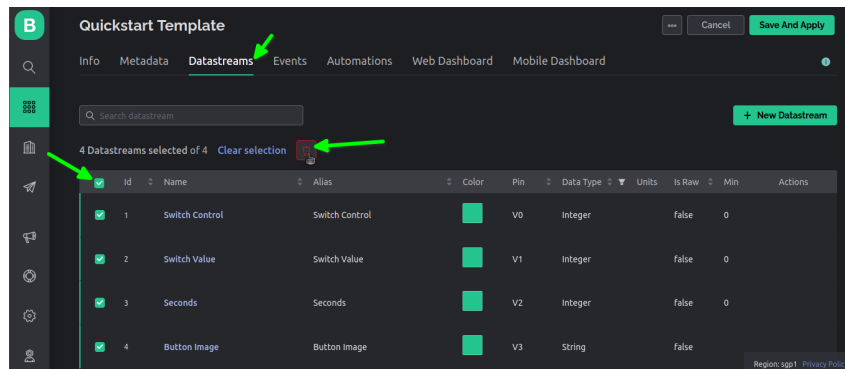 B
Quickstart Template
Cancel
Save And Apply
Info Metadata Datastreams Events Automations Web Dashboard Mobile Dashboard
Search datastream
+ New Datastream
4 Datastreams selected of 4 Clear selection
Id Name Alias Color Pin Data Type Units Is Raw Min Actions
1 Switch Control Switch Control V0 Integer false 0
2 Switch Value Switch Value V1 Integer false 0
3 Seconds Seconds V2 Integer false 0
4 Button Image Button Image V3 String false
Region: sgp1 Privacy Polic